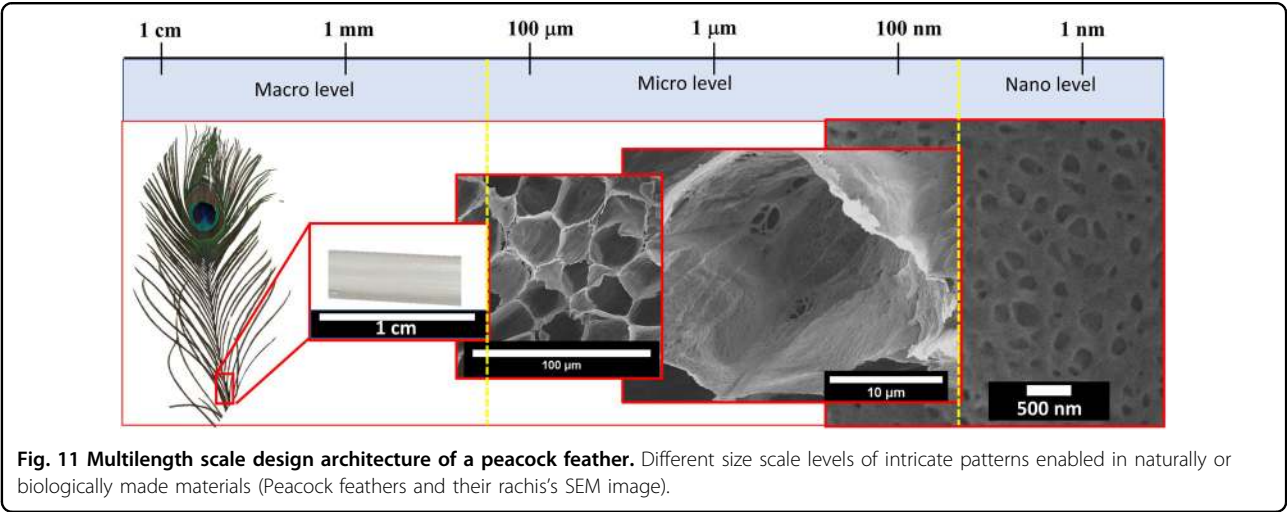 1 cm 1 mm 100 μm 1 μm 100 nm 1 nm
Macro level Micro level Nano level
1 cm
100 μm
10 μm
500 nm
Fig. 11 Multilength scale design architecture of a peacock feather. Different size scale levels of intricate patterns enabled in naturally or
biologically made materials (Peacock feathers and their rachis's SEM image).